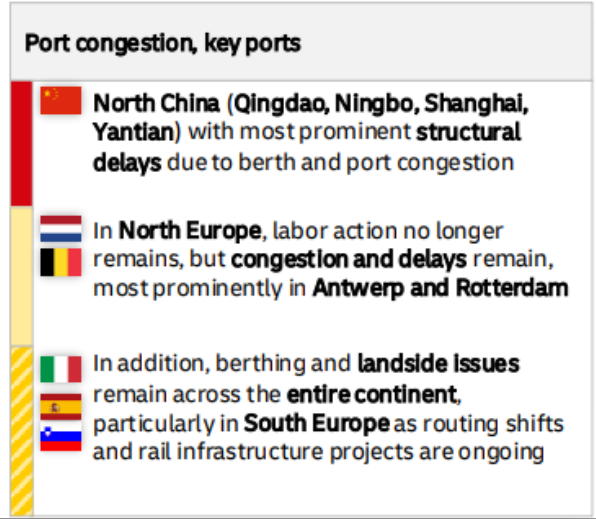 Port congestion, key ports
North China (Qingdao, Ningbo, Shanghai,
Yantian) with most prominent structural
delays due to berth and port congestion
In North Europe, labor action no longer
remains, but congestion and delays remain,
most prominently in Antwerp and Rotterdam
In addition, berthing and landside issues
remain across the entire continent,
particularly in South Europe as routing shifts
and rail infrastructure projects are ongoing